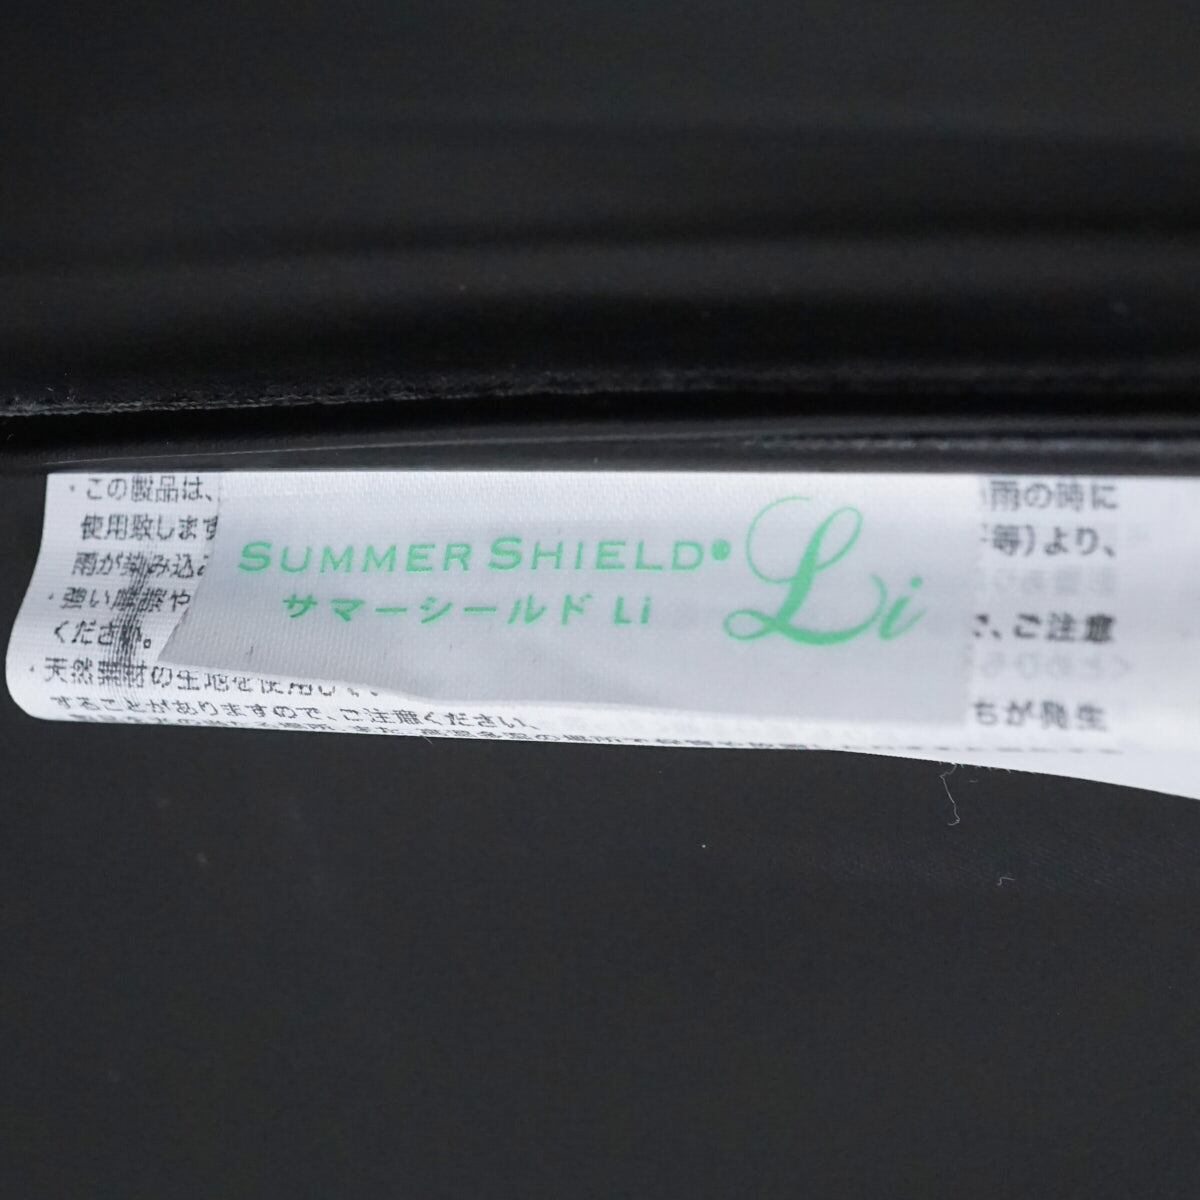 ・この製品は、
使用致します
雨が染み込
・強い摩擦や
ください。
・天然素材の生地を使用し
することがありますので、ご注意ください。
SUMMER SHIELD®
サマーシールド Li
Li
雨の時に
等)より、
ご注意
ちが発生